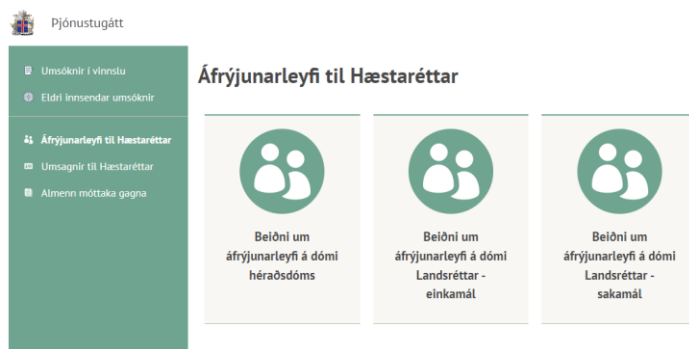 Þjónustugátt
Umsóknir í vinnslu
Eldri innsendar umsóknir
Áfrýjunarleyfi til Hæstaréttar
Umsagnir til Hæstaréttar
Almenn móttaka gagna
Áfrýjunarleyfi til Hæstaréttar
Beiðni um
áfrýjunarleyfi á dómi
héraðsdóms
Beiðni um
áfrýjunarleyfi á dómi
Landsréttar -
einkamál
Beiðni um
áfrýjunarleyfi á dómi
Landsréttar -
sakamál